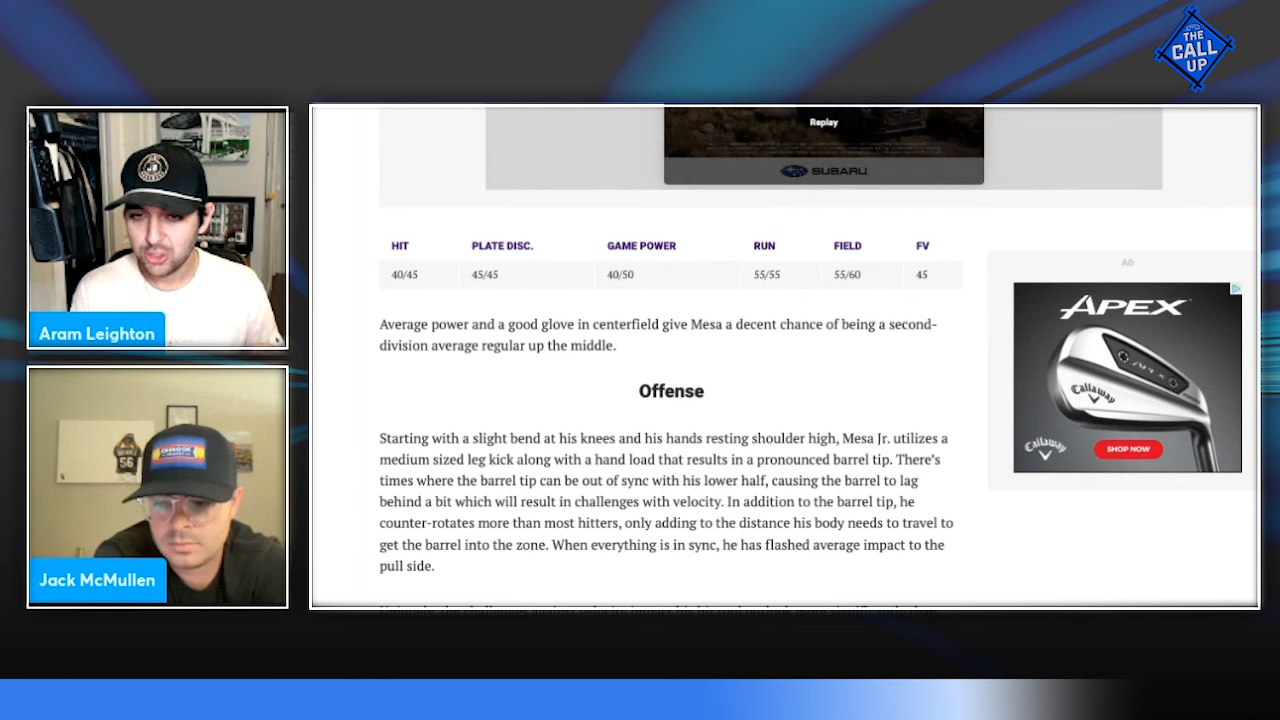 THE
CALL
UP
Replay
SUBARU
HIT PLATE DISC. GAME POWER RUN FIELD FV
40/45 45/45 40/50 55/55 55/60 45
Average power and a good glove in centerfield give Mesa a decent chance of being a second-
division average regular up the middle.
Offense
Starting with a slight bend at his knees and his hands resting shoulder high, Mesa Jr. utilizes a
medium-sized leg kick along with a hand load that results in a pronounced barrel tip. There's
times where the barrel tip can be out of sync with his lower half, causing the barrel to lag
behind a bit which will result in challenges with velocity. In addition to the barrel tip, he
counter-rotates more than most hitters, only adding to the distance his body needs to travel to
get the barrel into the zone. When everything is in sync, he has flashed average impact to the
pull side.
AD
APEX
Callaway
Callaway
SHOP NOW
Aram Leighton
56
Jack McMullen